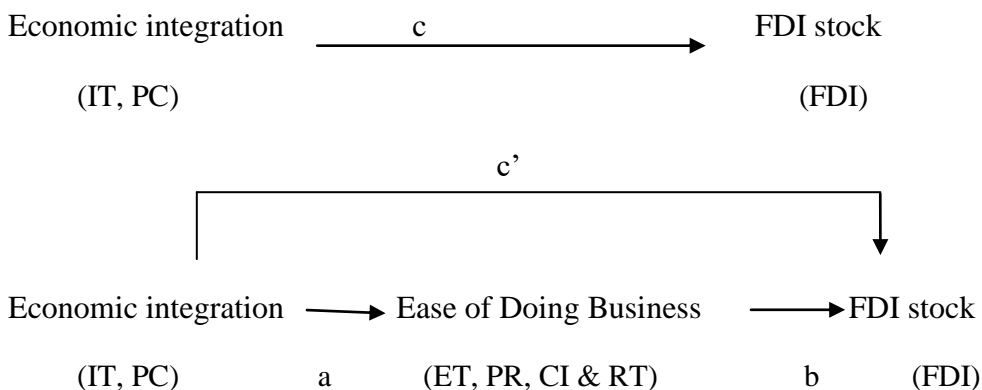 Economic integration c FDI stock
(IT, PC) (FDI)
c’
Economic integration Ease of Doing Business FDI stock
(IT, PC) a (ET, PR, CI & RT) b (FDI)